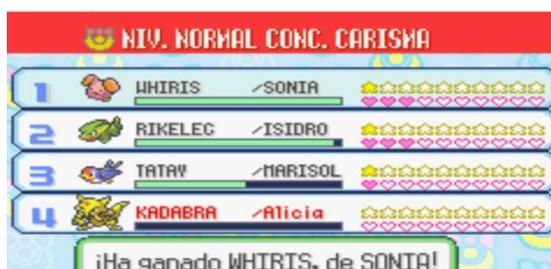 NIV. NORMAL CONC. CARISMA
1 WHIRIS /SONIA
2 RIKELEC /ISIDRO
3 TATAY /MARISOL
4 KADABRA /Alicia
¡Ha ganado WHIRIS, de SONIA!